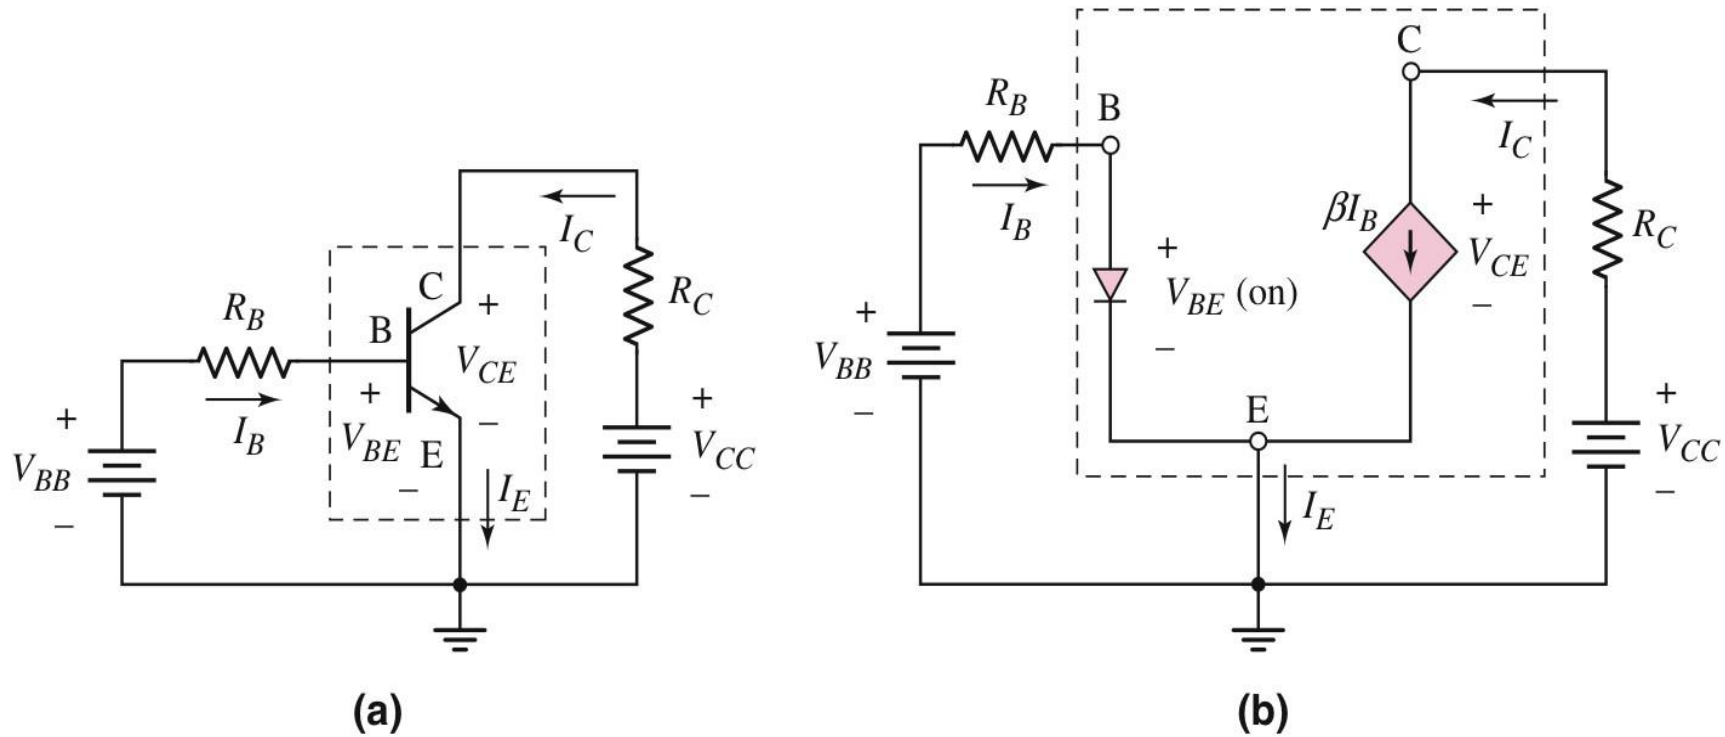 C
B
R_B
I_B
+
V_BB
–
+
V_BE
–
E
+
V_CE
–
I_E
I_C
R_C
+
V_CC
–
(a)
R_B
B
I_B
+
V_BB
–
+
V_BE (on)
–
E
I_E
C
I_C
βI_B
+
V_CE
–
R_C
+
V_CC
–
(b)